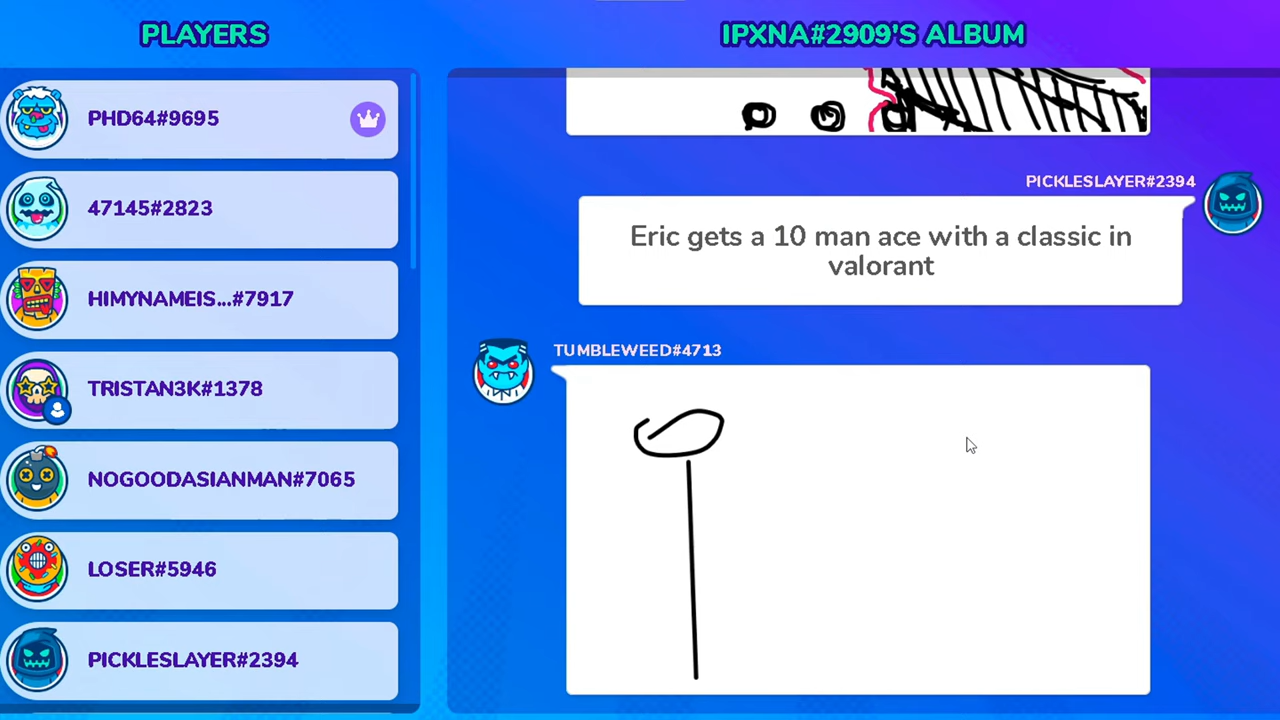 PLAYERS
PHD64#9695
47145#2823
HIMYNAMEIS...#7917
TRISTAN3K#1378
NOGOODASIANMAN#7065
LOSER#5946
PICKLESLAYER#2394
IPXNA#2909'S ALBUM
PICKLESLAYER#2394
Eric gets a 10 man ace with a classic in
valorant
TUMBLEWEED#4713